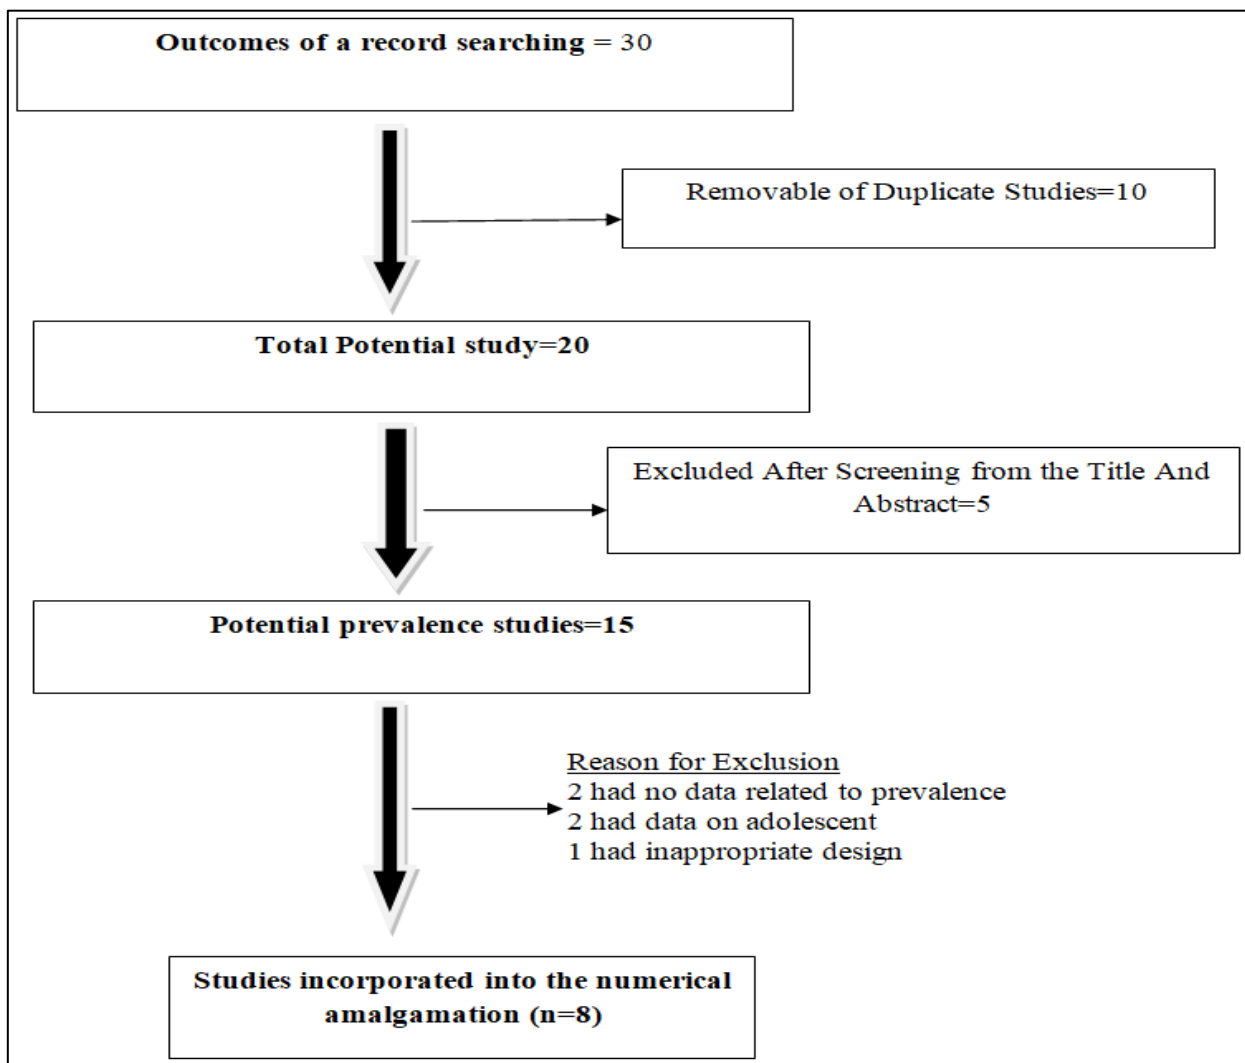 Outcomes of a record searching = 30
Removable of Duplicate Studies=10
Total Potential study=20
Excluded After Screening from the Title And
Abstract=5
Potential prevalence studies=15
Reason for Exclusion
2 had no data related to prevalence
2 had data on adolescent
1 had inappropriate design
Studies incorporated into the numerical
amalgamation (n=8)